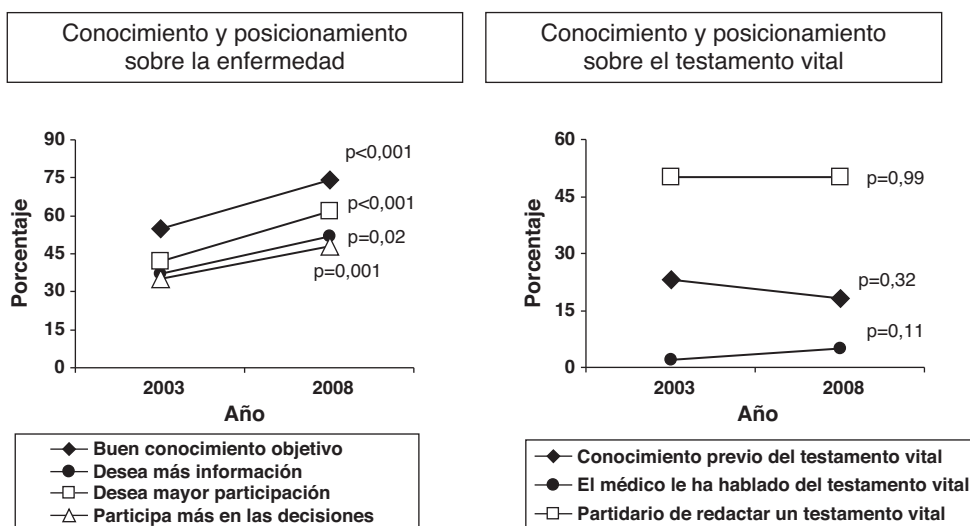 Conocimiento y posicionamiento
sobre la enfermedad
90
75
60
45
30
15
0
Porcentaje
p<0,001
p<0,001
p=0,02
p=0,001
2003
2008
Año
Buen conocimiento objetivo
Desea más información
Desea mayor participación
Participa más en las decisiones
Conocimiento y posicionamiento
sobre el testamento vital
60
45
30
15
0
Porcentaje
p=0,99
p=0,32
p=0,11
2003
2008
Año
Conocimiento previo del testamento vital
El médico le ha hablado del testamento vital
Partidario de redactar un testamento vital